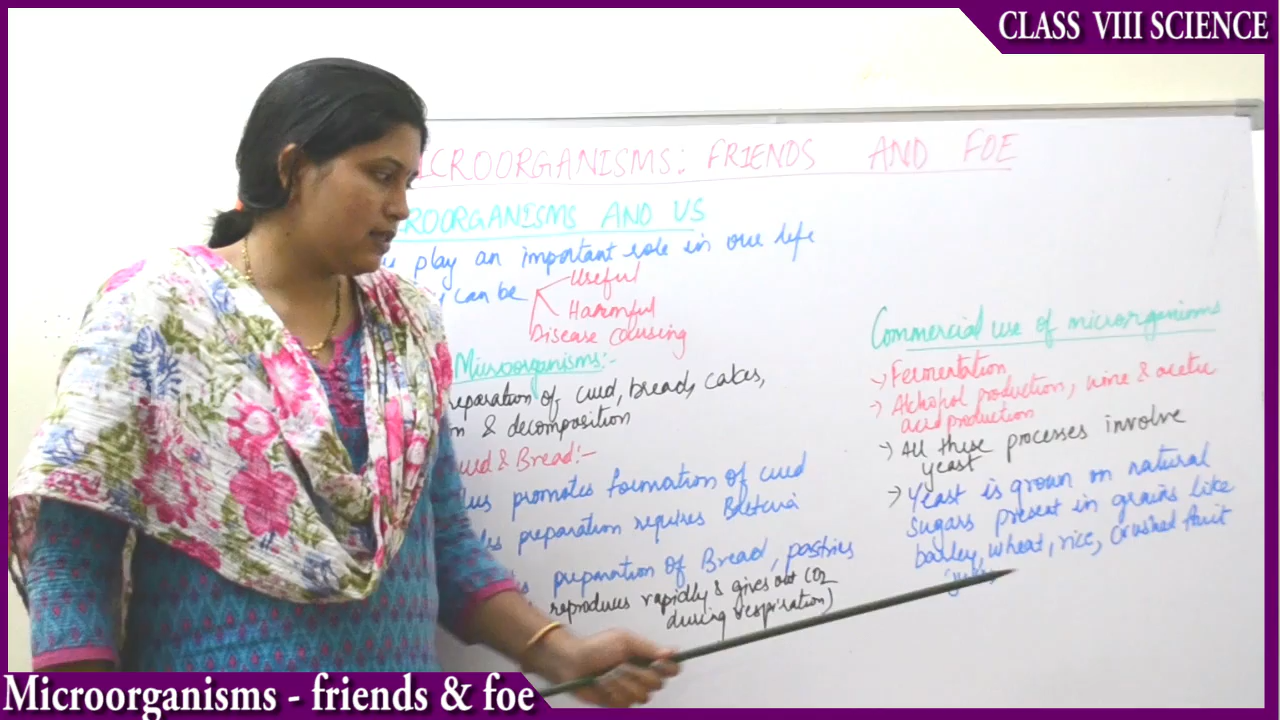 CLASS VIII SCIENCE
MICROORGANISMS: FRIENDS AND FOE
ROORGANISMS AND US
play an important role in our life
can be
Useful
Harmful
Disease causing
Microorganisms:-
reparation of curd, bread, cakes,
n & decomposition
urd & Bread:-
lus promotes formation of curd
preparation requires Bacteria
preparation of Bread, pastries
reproduces rapidly & gives out CO2
during respiration)
Commercial use of microrganisms
→ Fermentation
→ Alchohol production, wine & acetic
acid production
→ All these processes involve
yeast
→ Yeast is grown on natural
sugars present in grains like
barley, wheat, rice, crushed fruit
Microorganisms - friends & foe